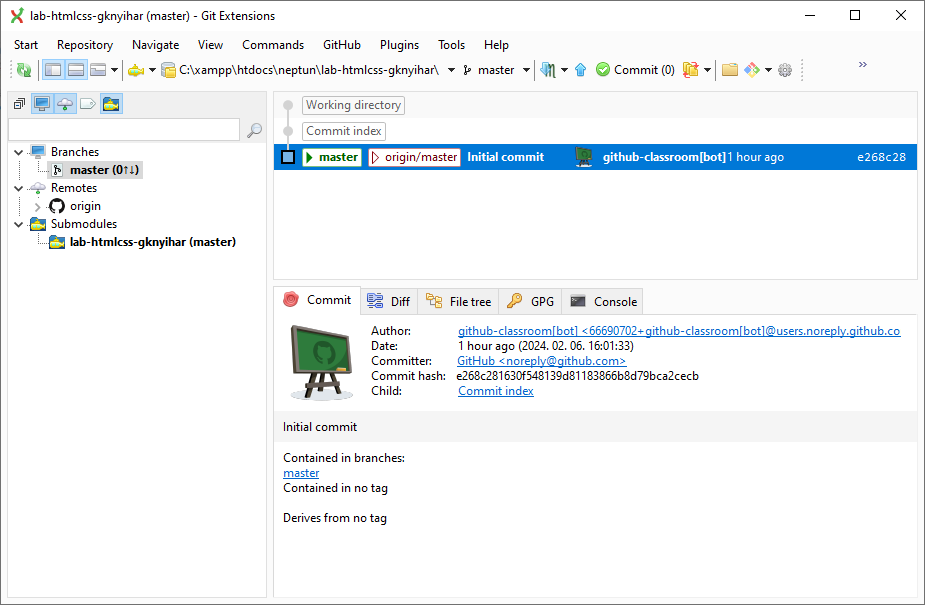 lab-htmlcss-gknyihar (master) - Git Extensions
Start Repository Navigate View Commands GitHub Plugins Tools Help
C:\xampp\htdocs\neptun\lab-htmlcss-gknyihar\ master Commit (0) »
Branches
master (0↑↓)
Remotes
origin
Submodules
lab-htmlcss-gknyihar (master)
Working directory
Commit index
master origin/master Initial commit github-classroom[bot] 1 hour ago e268c28
Commit Diff File tree GPG Console
Author: github-classroom[bot] <66690702+github-classroom[bot]@users.noreply.github.co
Date: 1 hour ago (2024. 02. 06. 16:01:33)
Committer: GitHub <noreply@github.com>
Commit hash: e268c281630f548139d81183866b8d79bca2cecb
Child: Commit index
Initial commit
Contained in branches:
master
Contained in no tag
Derives from no tag